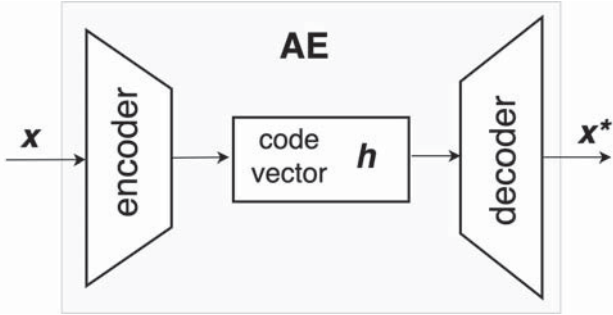 AE
x
encoder
code
vector h
decoder
x*